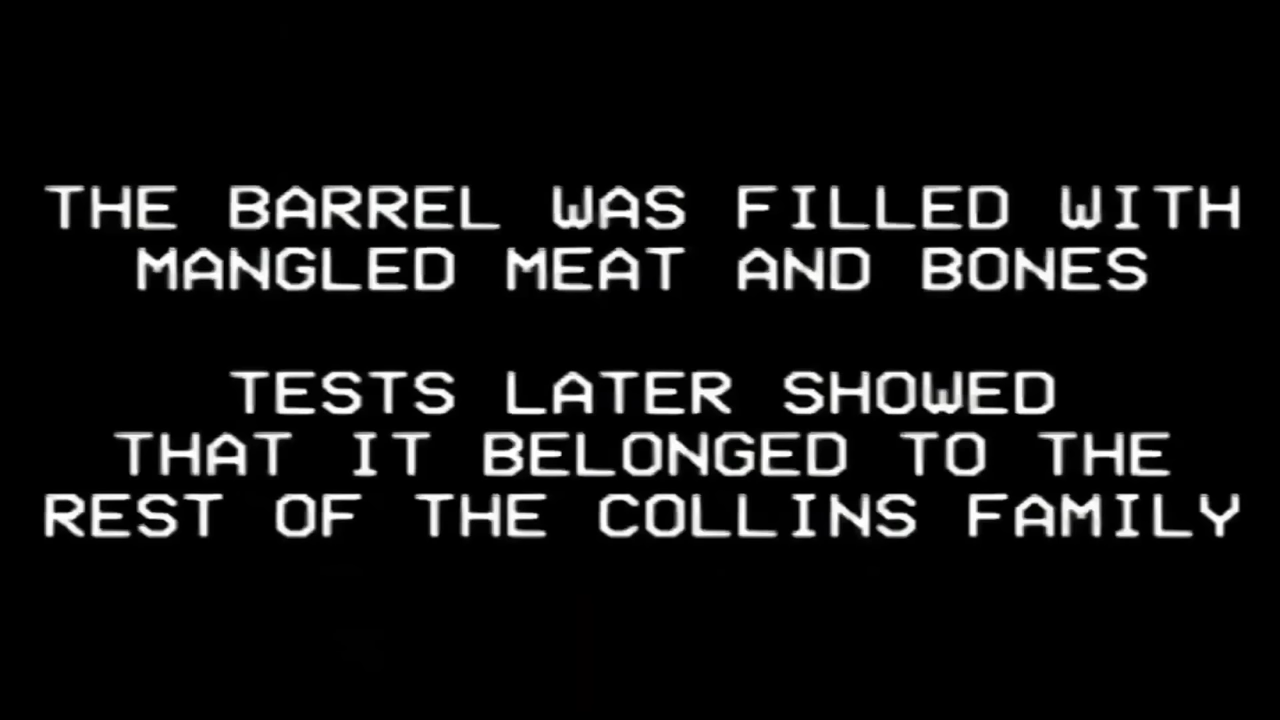 THE BARREL WAS FILLED WITH
MANGLED MEAT AND BONES
TESTS LATER SHOWED
THAT IT BELONGED TO THE
REST OF THE COLLINS FAMILY